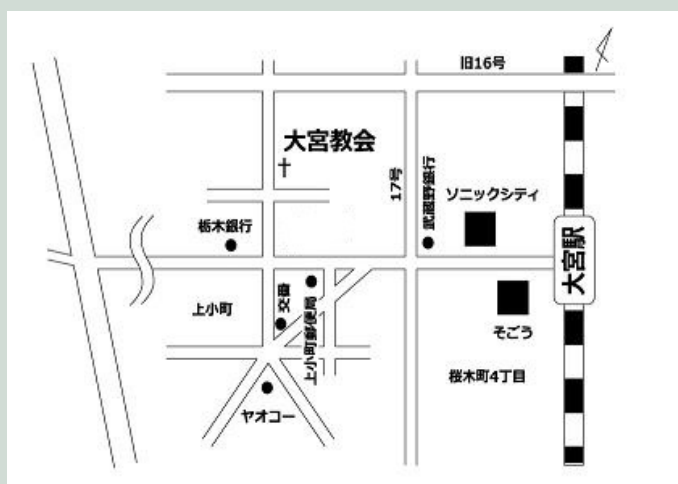 旧16号
大宮教会
17号
武蔵野銀行
ソニックシティ
栃木銀行
大宮駅
上小町
交番
上小町郵便局
そごう
桜木町4丁目
ヤオコー